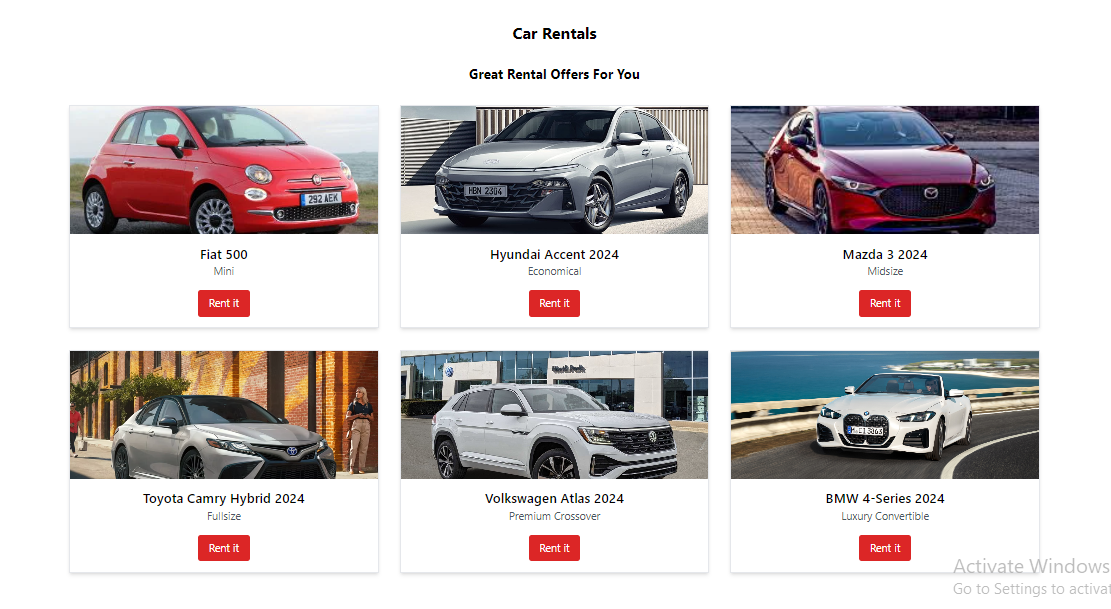 Car Rentals
Great Rental Offers For You
292 AEK
HBN 2304
Fiat 500
Hyundai Accent 2024
Mazda 3 2024
Mini
Economical
Midsize
Rent it
Rent it
Rent it
Toyota Camry Hybrid 2024
Volkswagen Atlas 2024
BMW 4-Series 2024
Fullsize
Premium Crossover
Luxury Convertible
Rent it
Rent it
Rent it
Activate Windows
Go to Settings to activat